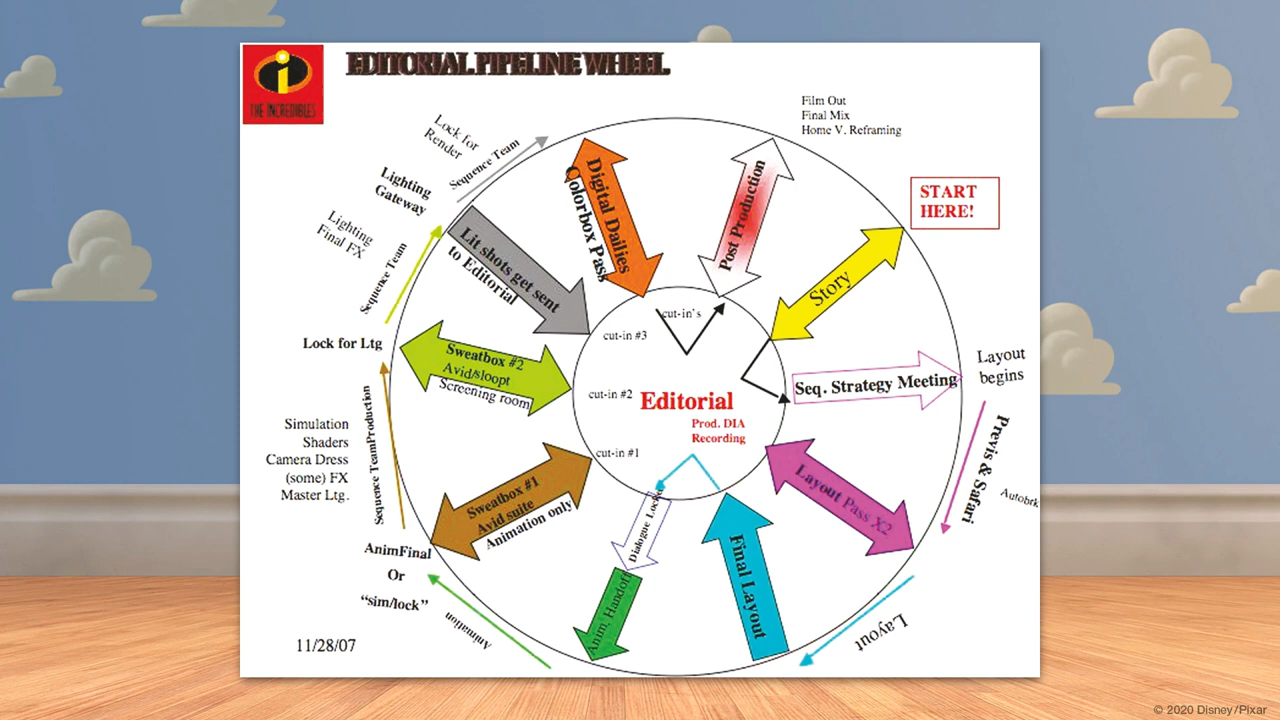 THE INCREDIBLES
EDITORIAL PIPELINE WHEEL
Film Out
Final Mix
Home V. Reframing
START
HERE!
Story
Seq. Strategy Meeting
Layout
begins
Previs & Safari
Autobrk
Layout Pass X2
Layout
Final Layout
Dialogue Lock
Anim. Handoff
Animation
AnimFinal
Or
“sim/lock”
Sweatbox #1
Avid suite
Animation only
Simulation
Shaders
Camera Dress
(some) FX
Master Ltg.
Sequence TeamProduction
Lock for Ltg
Sweatbox #2
Avid/sloopt
Screening room
Sequence Team
Lighting
Final FX
Lighting
Gateway
Lit shots get sent
to Editorial
Sequence Team
Lock for
Render
Digital Dailies
Colorbox Pass
Post Production
cut-in's
cut-in #3
cut-in #2
cut-in #1
Editorial
Prod. DIA
Recording
11/28/07
© 2020 Disney/Pixar